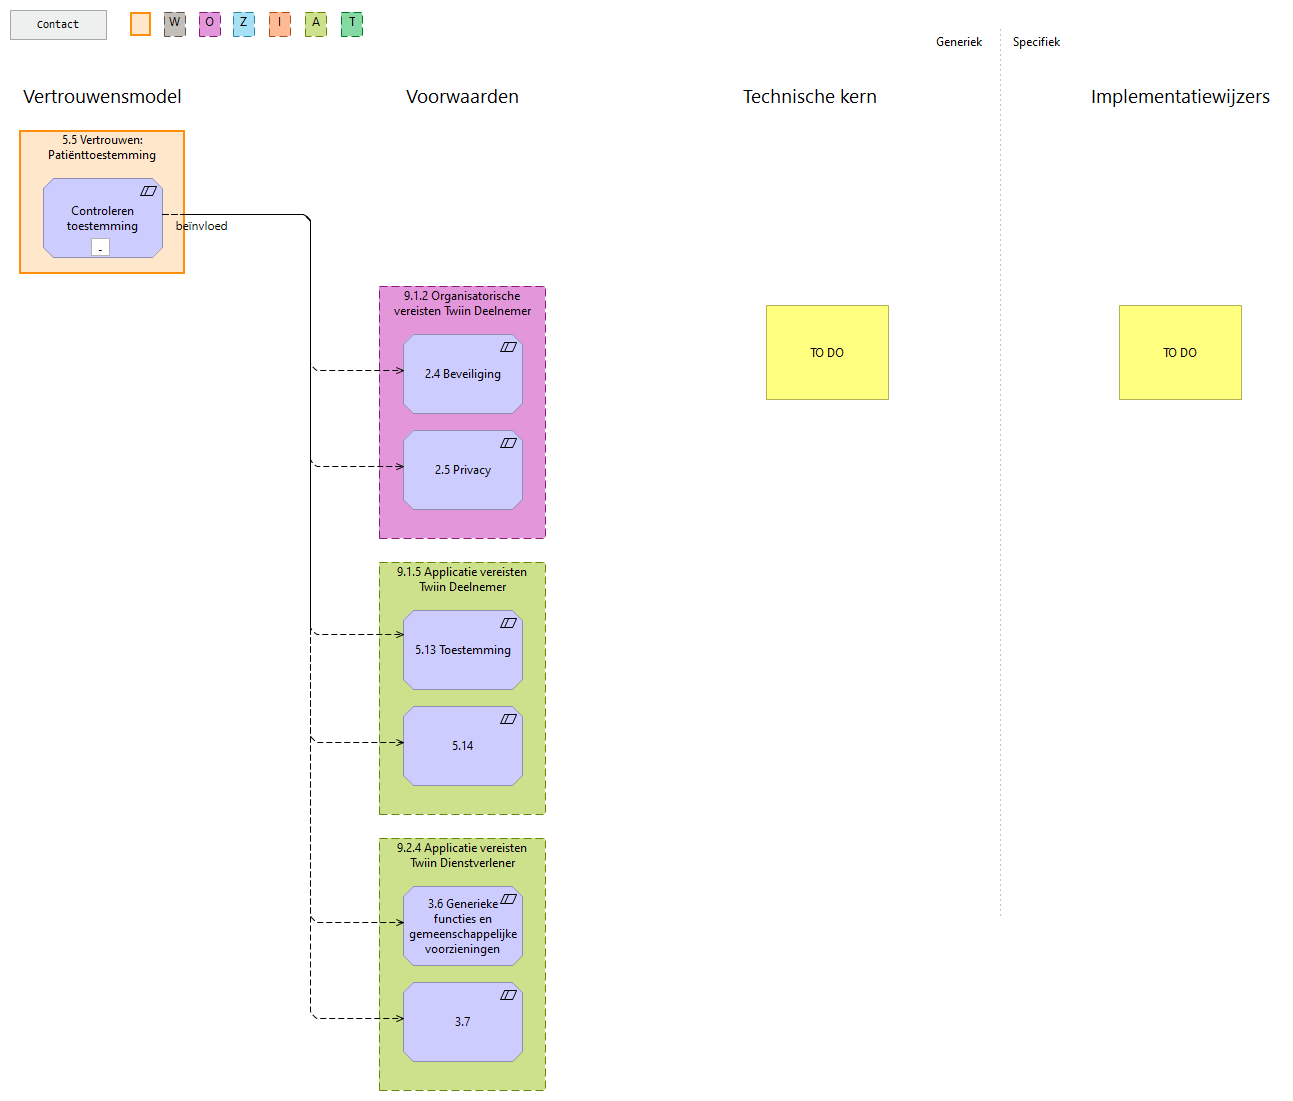 Contact
W O Z I A T
Generiek Specifiek
Vertrouwensmodel Voorwaarden Technische kern Implementatiewijzers
5.5 Vertrouwen:
Patiënttoestemming
Controleren
toestemming
-
beïnvloed
9.1.2 Organisatorische
vereisten Twiin Deelnemer
2.4 Beveiliging
2.5 Privacy
TO DO
TO DO
9.1.5 Applicatie vereisten
Twiin Deelnemer
5.13 Toestemming
5.14
9.2.4 Applicatie vereisten
Twiin Dienstverlener
3.6 Generieke
functies en
gemeenschappelijke
voorzieningen
3.7